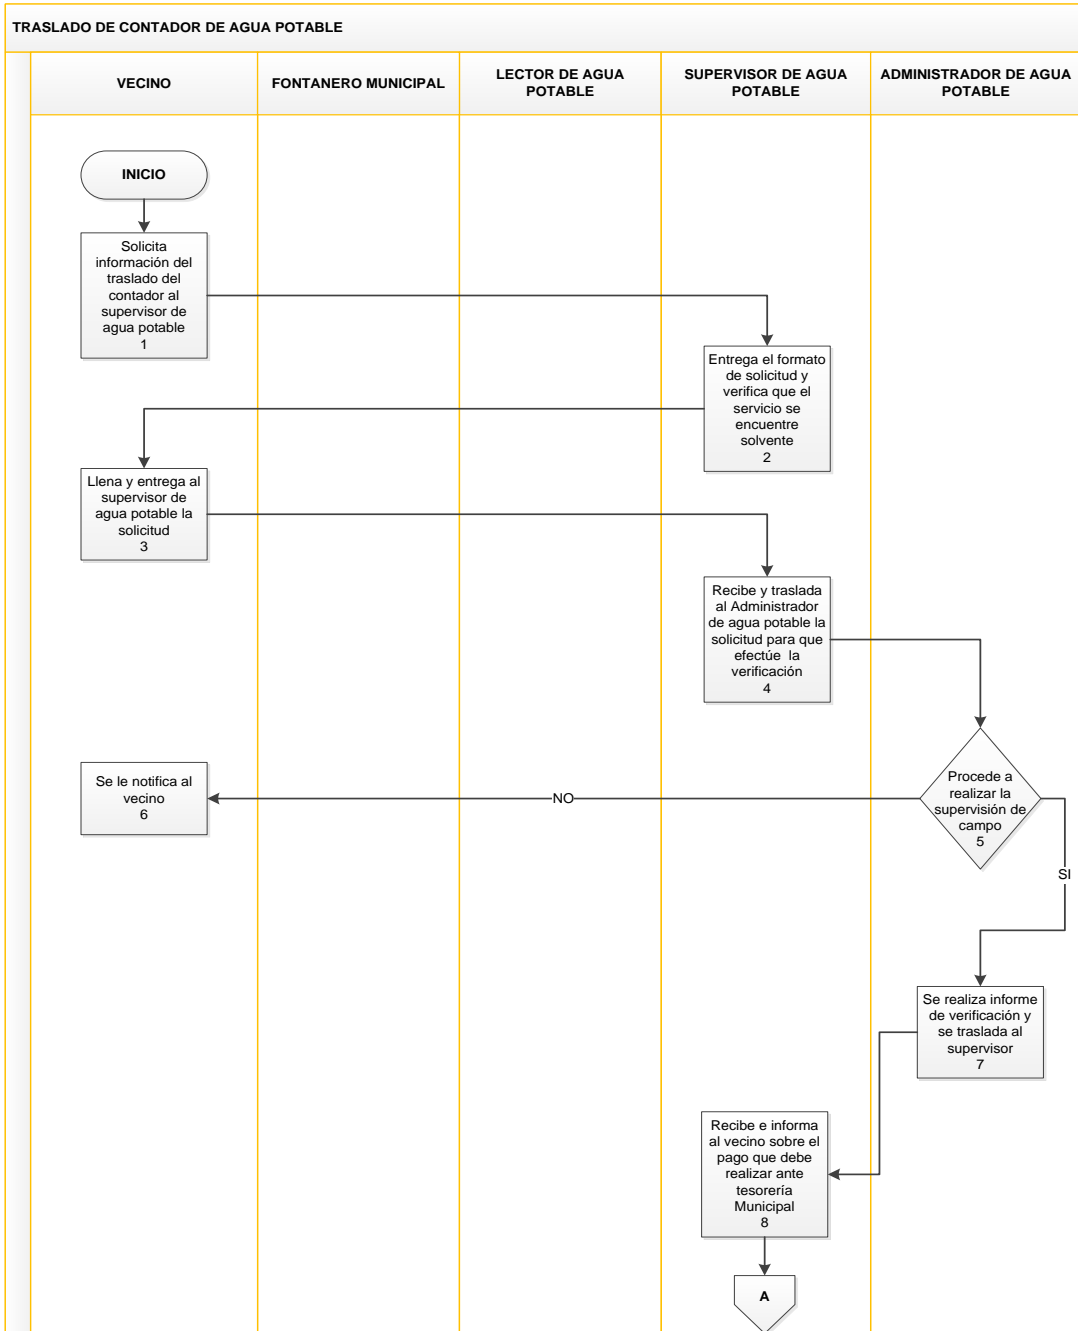 TRASLADO DE CONTADOR DE AGUA POTABLE
VECINO
FONTANERO MUNICIPAL
LECTOR DE AGUA
POTABLE
SUPERVISOR DE AGUA
POTABLE
ADMINISTRADOR DE AGUA
POTABLE
INICIO
Solicita
información del
traslado del
contador al
supervisor de
agua potable
1
Entrega el formato
de solicitud y
verifica que el
servicio se
encuentre
solvente
2
Llena y entrega al
supervisor de
agua potable la
solicitud
3
Recibe y traslada
al Administrador
de agua potable la
solicitud para que
efectúe la
verificación
4
Procede a
realizar la
supervisión de
campo
5
NO
Se le notifica al
vecino
6
SI
Se realiza informe
de verificación y
se traslada al
supervisor
7
Recibe e informa
al vecino sobre el
pago que debe
realizar ante
tesorería
Municipal
8
A